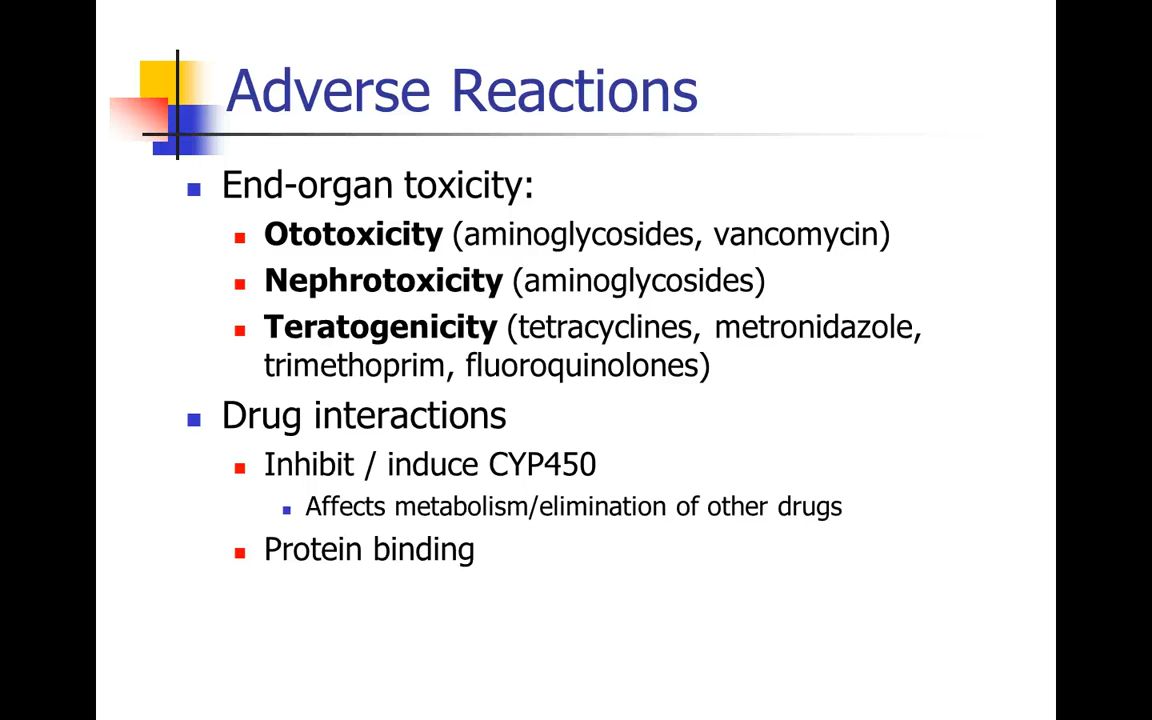 Adverse Reactions
End-organ toxicity:
Ototoxicity (aminoglycosides, vancomycin)
Nephrotoxicity (aminoglycosides)
Teratogenicity (tetracyclines, metronidazole,
trimethoprim, fluoroquinolones)
Drug interactions
Inhibit / induce CYP450
Affects metabolism/elimination of other drugs
Protein binding